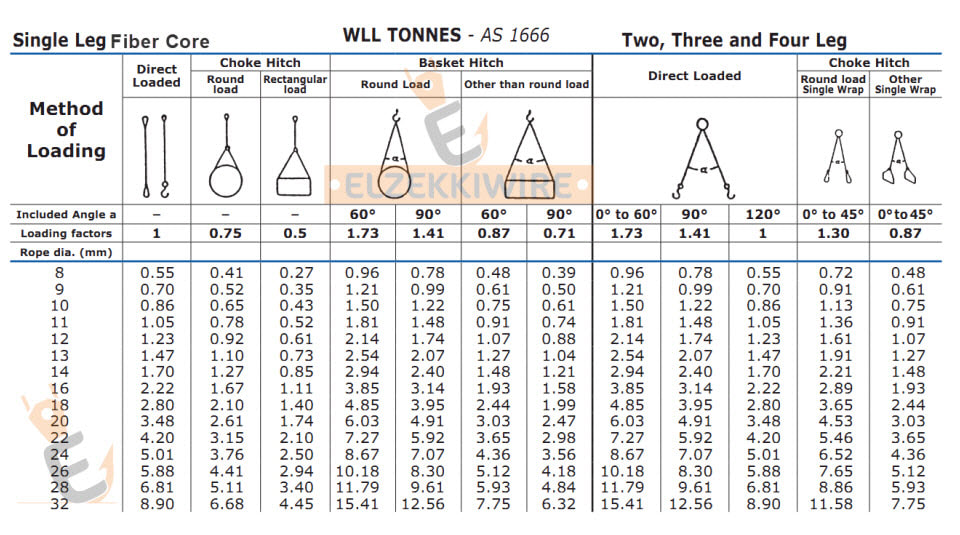 Single Leg Fiber Core WLL TONNES - AS 1666 Two, Three and Four Leg
Direct Loaded Choke Hitch Basket Hitch Direct Loaded Choke Hitch
Round load Rectangular load Round Load Other than round load Round load Single Wrap Other Single Wrap
Method of Loading
α α α α α
ELZEKKIWIRE
Included Angle a – – – 60° 90° 60° 90° 0° to 60° 90° 120° 0° to 45° 0°to45°
Loading factors 1 0.75 0.5 1.73 1.41 0.87 0.71 1.73 1.41 1 1.30 0.87
Rope dia. (mm)
8 0.55 0.41 0.27 0.96 0.78 0.48 0.39 0.96 0.78 0.55 0.72 0.48
9 0.70 0.52 0.35 1.21 0.99 0.61 0.50 1.21 0.99 0.70 0.91 0.61
10 0.86 0.65 0.43 1.50 1.22 0.75 0.61 1.50 1.22 0.86 1.13 0.75
11 1.05 0.78 0.52 1.81 1.48 0.91 0.74 1.81 1.48 1.05 1.36 0.91
12 1.23 0.92 0.61 2.14 1.74 1.07 0.88 2.14 1.74 1.23 1.61 1.07
13 1.47 1.10 0.73 2.54 2.07 1.27 1.04 2.54 2.07 1.47 1.91 1.27
14 1.70 1.27 0.85 2.94 2.40 1.48 1.21 2.94 2.40 1.70 2.21 1.48
16 2.22 1.67 1.11 3.85 3.14 1.93 1.58 3.85 3.14 2.22 2.89 1.93
18 2.80 2.10 1.40 4.85 3.95 2.44 1.99 4.85 3.95 2.80 3.65 2.44
20 3.48 2.61 1.74 6.03 4.91 3.03 2.47 6.03 4.91 3.48 4.53 3.03
22 4.20 3.15 2.10 7.27 5.92 3.65 2.98 7.27 5.92 4.20 5.46 3.65
24 5.01 3.76 2.50 8.67 7.07 4.36 3.56 8.67 7.07 5.01 6.52 4.36
26 5.88 4.41 2.94 10.18 8.30 5.12 4.18 10.18 8.30 5.88 7.65 5.12
28 6.81 5.11 3.40 11.79 9.61 5.93 4.84 11.79 9.61 6.81 8.86 5.93
32 8.90 6.68 4.45 15.41 12.56 7.75 6.32 15.41 12.56 8.90 11.58 7.75